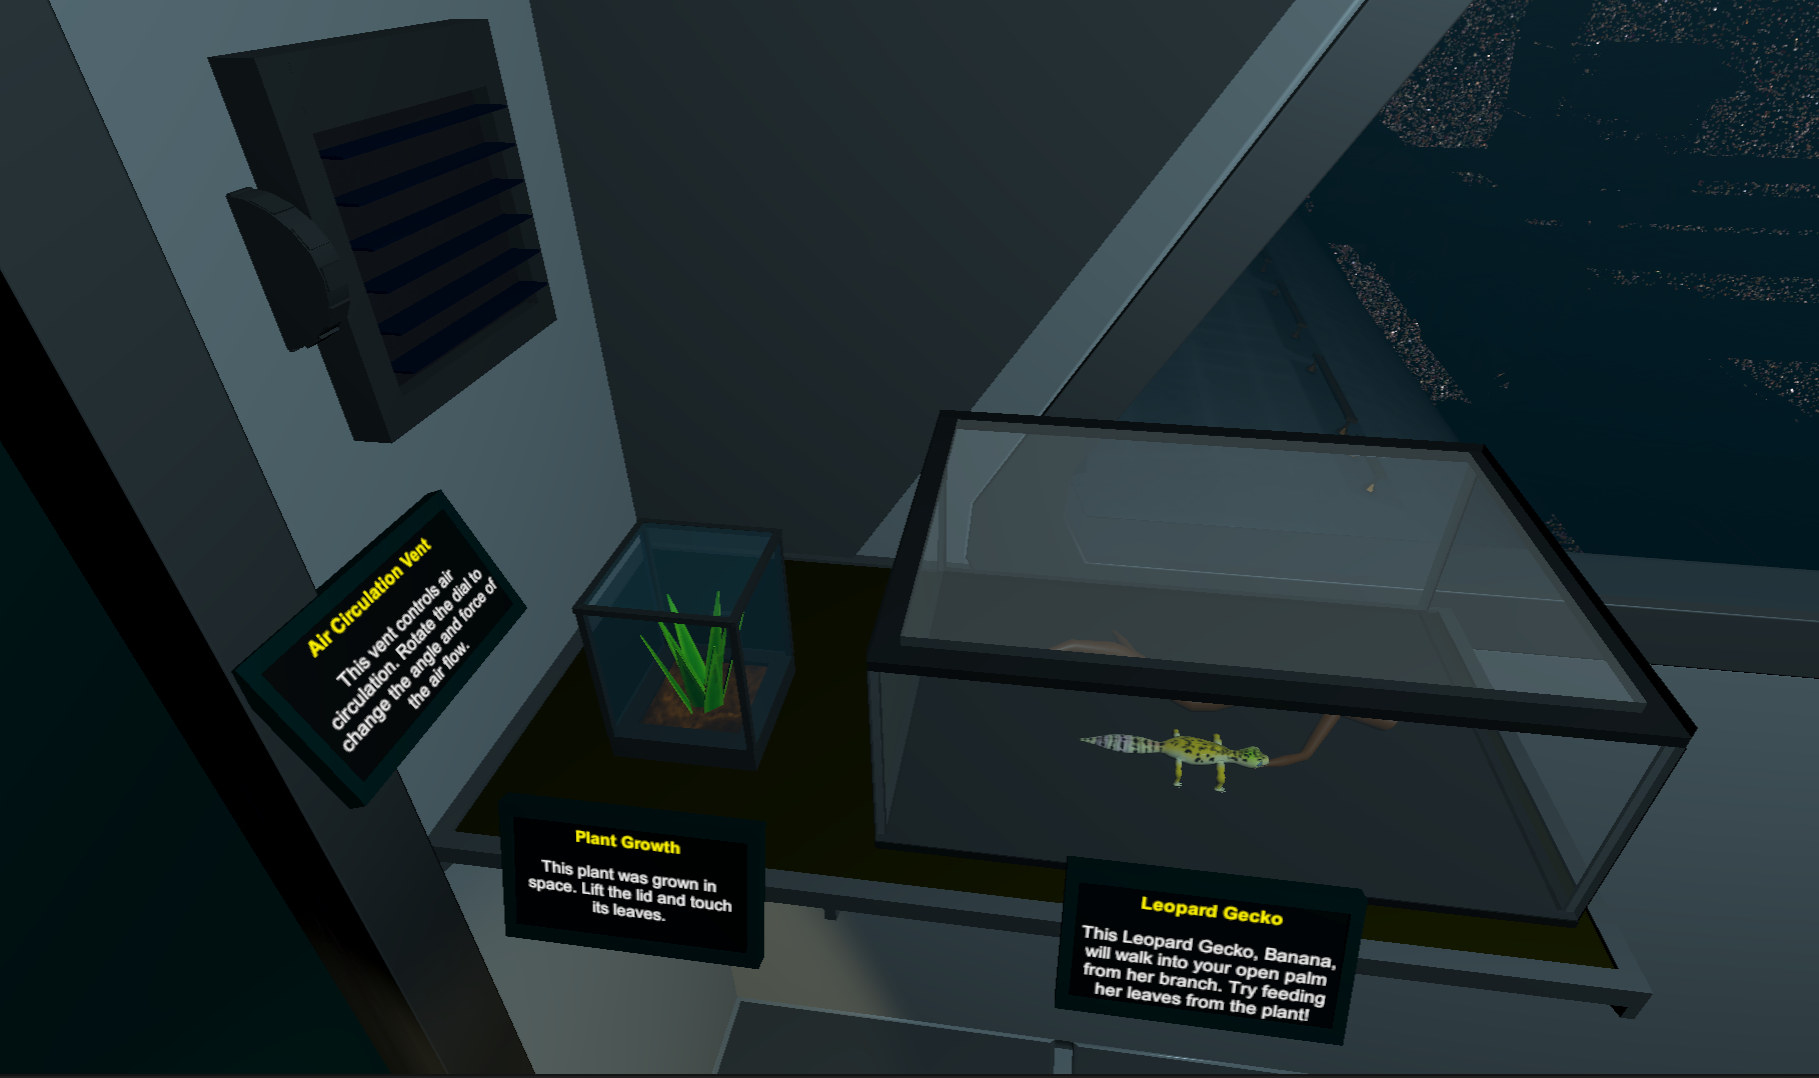 Air Circulation Vent
This vent controls air
circulation. Rotate the dial to
change the angle and force of
the air flow.
Plant Growth
This plant was grown in
space. Lift the lid and touch
its leaves.
Leopard Gecko
This Leopard Gecko, Banana,
will walk into your open palm
from her branch. Try feeding
her leaves from the plant!